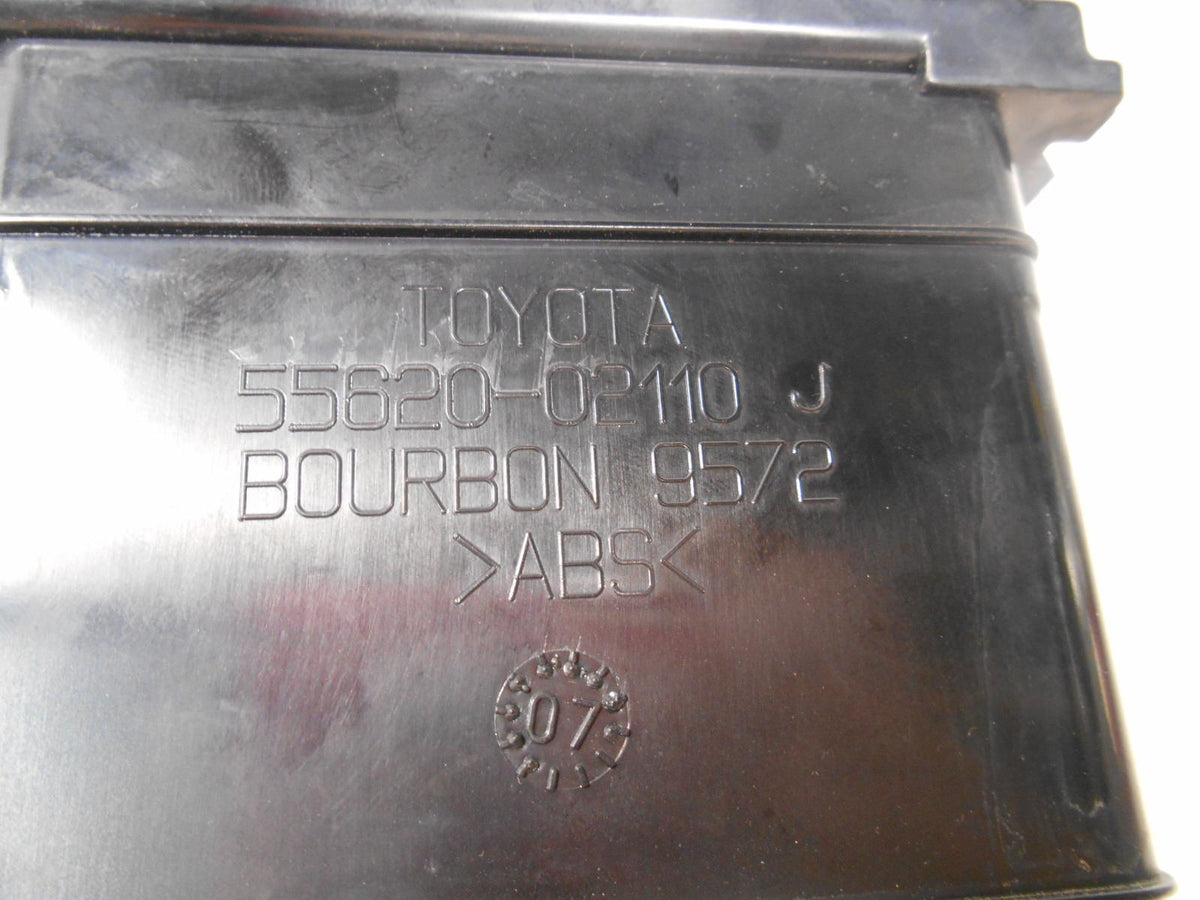 TOYOTA
55620-02110 J
BOURBON 9572
>ABS<
07